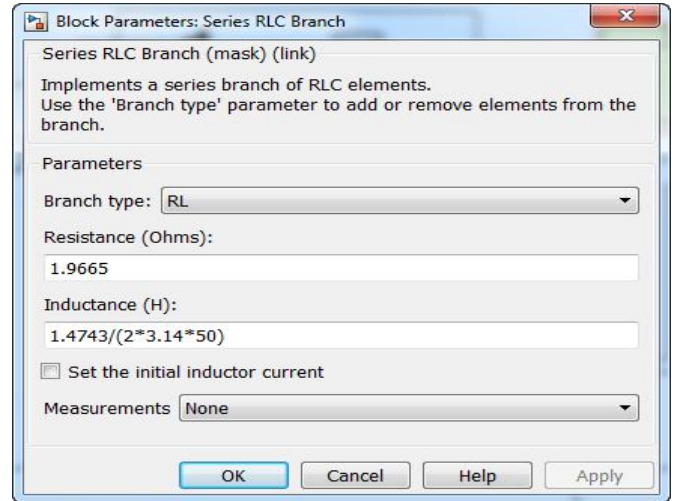 Block Parameters: Series RLC Branch
Series RLC Branch (mask) (link)
Implements a series branch of RLC elements.
Use the 'Branch type' parameter to add or remove elements from the
branch.
Parameters
Branch type: RL
Resistance (Ohms):
1.9665
Inductance (H):
1.4743/(2*3.14*50)
Set the initial inductor current
Measurements None
OK Cancel Help Apply